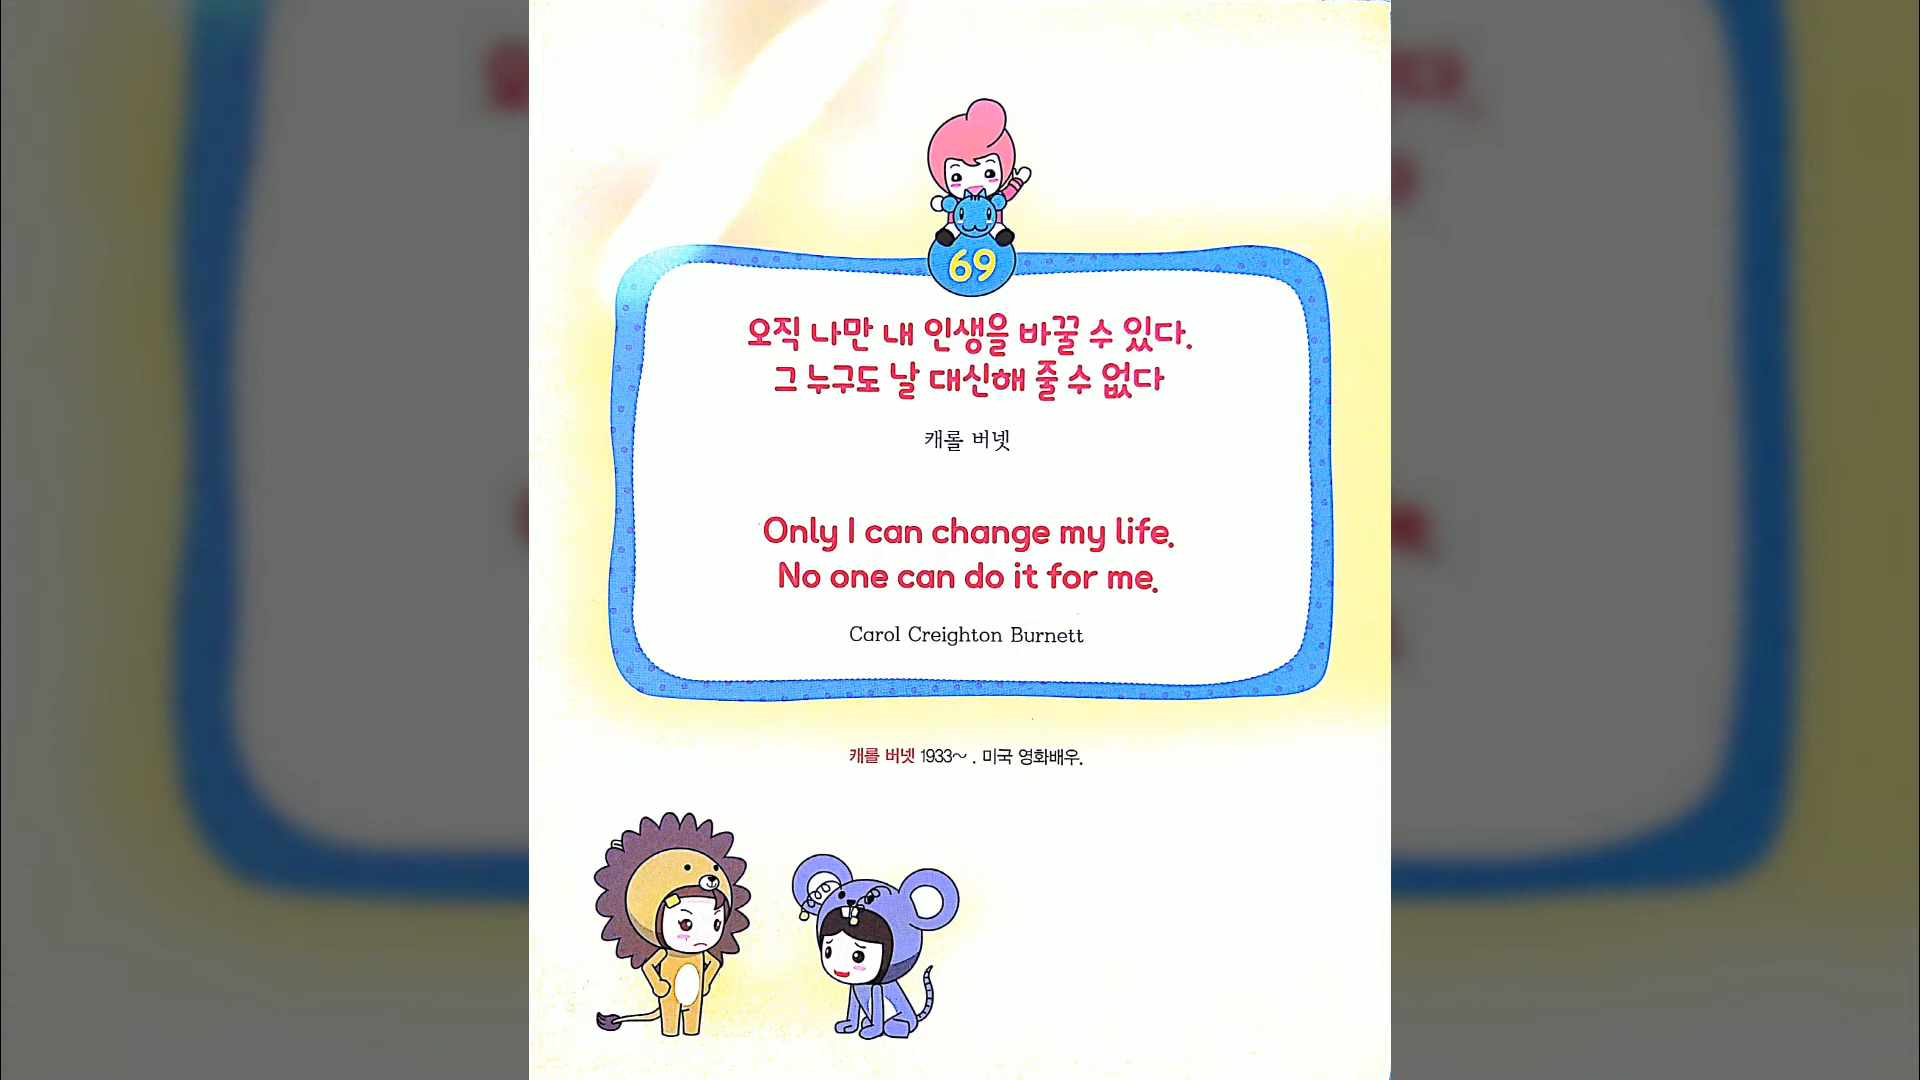 69
오직 나만 내 인생을 바꿀 수 있다.
그 누구도 날 대신해 줄 수 없다
캐롤 버넷
Only I can change my life.
No one can do it for me.
Carol Creighton Burnett
캐롤 버넷 1933~ . 미국 영화배우.